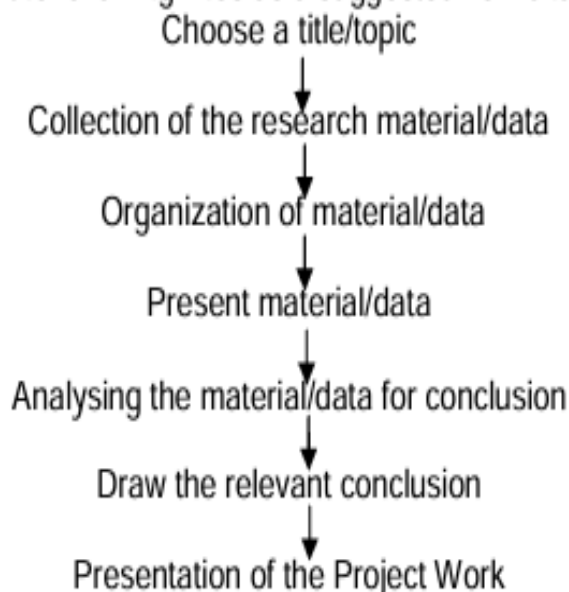 Choose a title/topic
Collection of the research material/data
Organization of material/data
Present material/data
Analysing the material/data for conclusion
Draw the relevant conclusion
Presentation of the Project Work